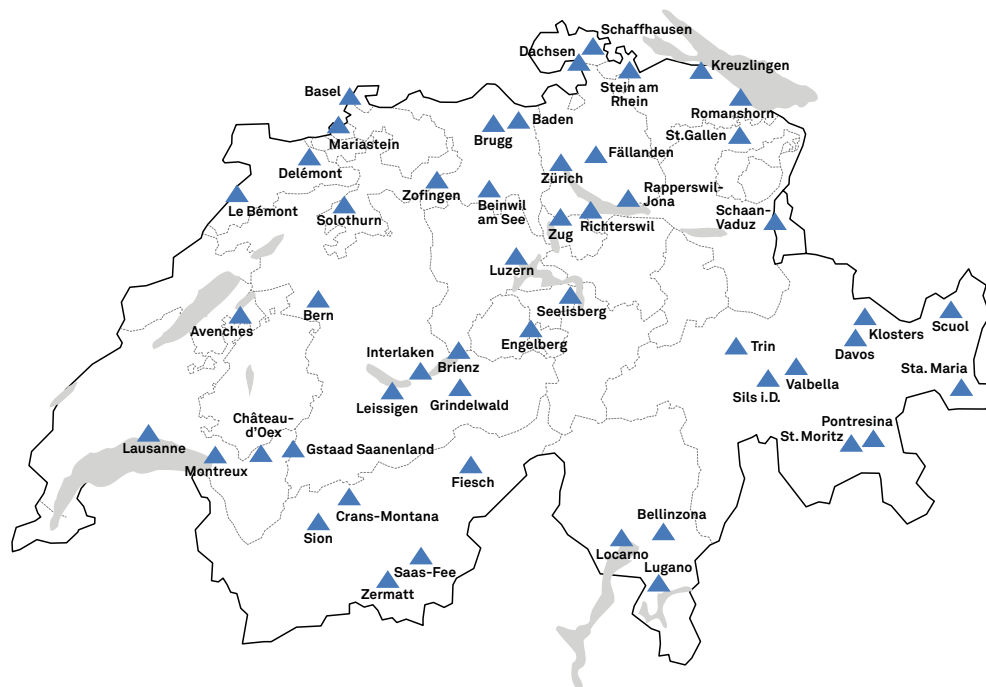 Schaffhausen
Dachsen
Kreuzlingen
Stein am
Rhein
Basel
Romanshorn
Baden
Mariastein
Brugg
St.Gallen
Fällanden
Delémont
Zürich
Zofingen
Beinwil
am See
Rapperswil-
Jona
Le Bémont
Solothurn
Schaan-
Vaduz
Zug
Richterswil
Luzern
Seelisberg
Bern
Avenches
Engelberg
Scuol
Klosters
Davos
Interlaken
Brienz
Trin
Sta. Maria
Valbella
Leissigen
Grindelwald
Sils i.D.
Château-
d'Oex
Pontresina
St. Moritz
Lausanne
Gstaad Saanenland
Montreux
Fiesch
Crans-Montana
Bellinzona
Sion
Locarno
Lugano
Saas-Fee
Zermatt